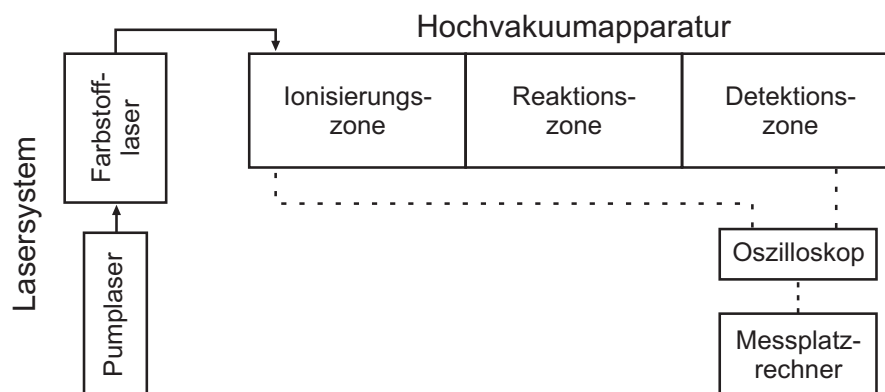 Hochvakuumapparatur
Lasersystem
Farbstoff-
laser
Pumplaser
Ionisierungs-
zone
Reaktions-
zone
Detektions-
zone
Oszilloskop
Messplatz-
rechner